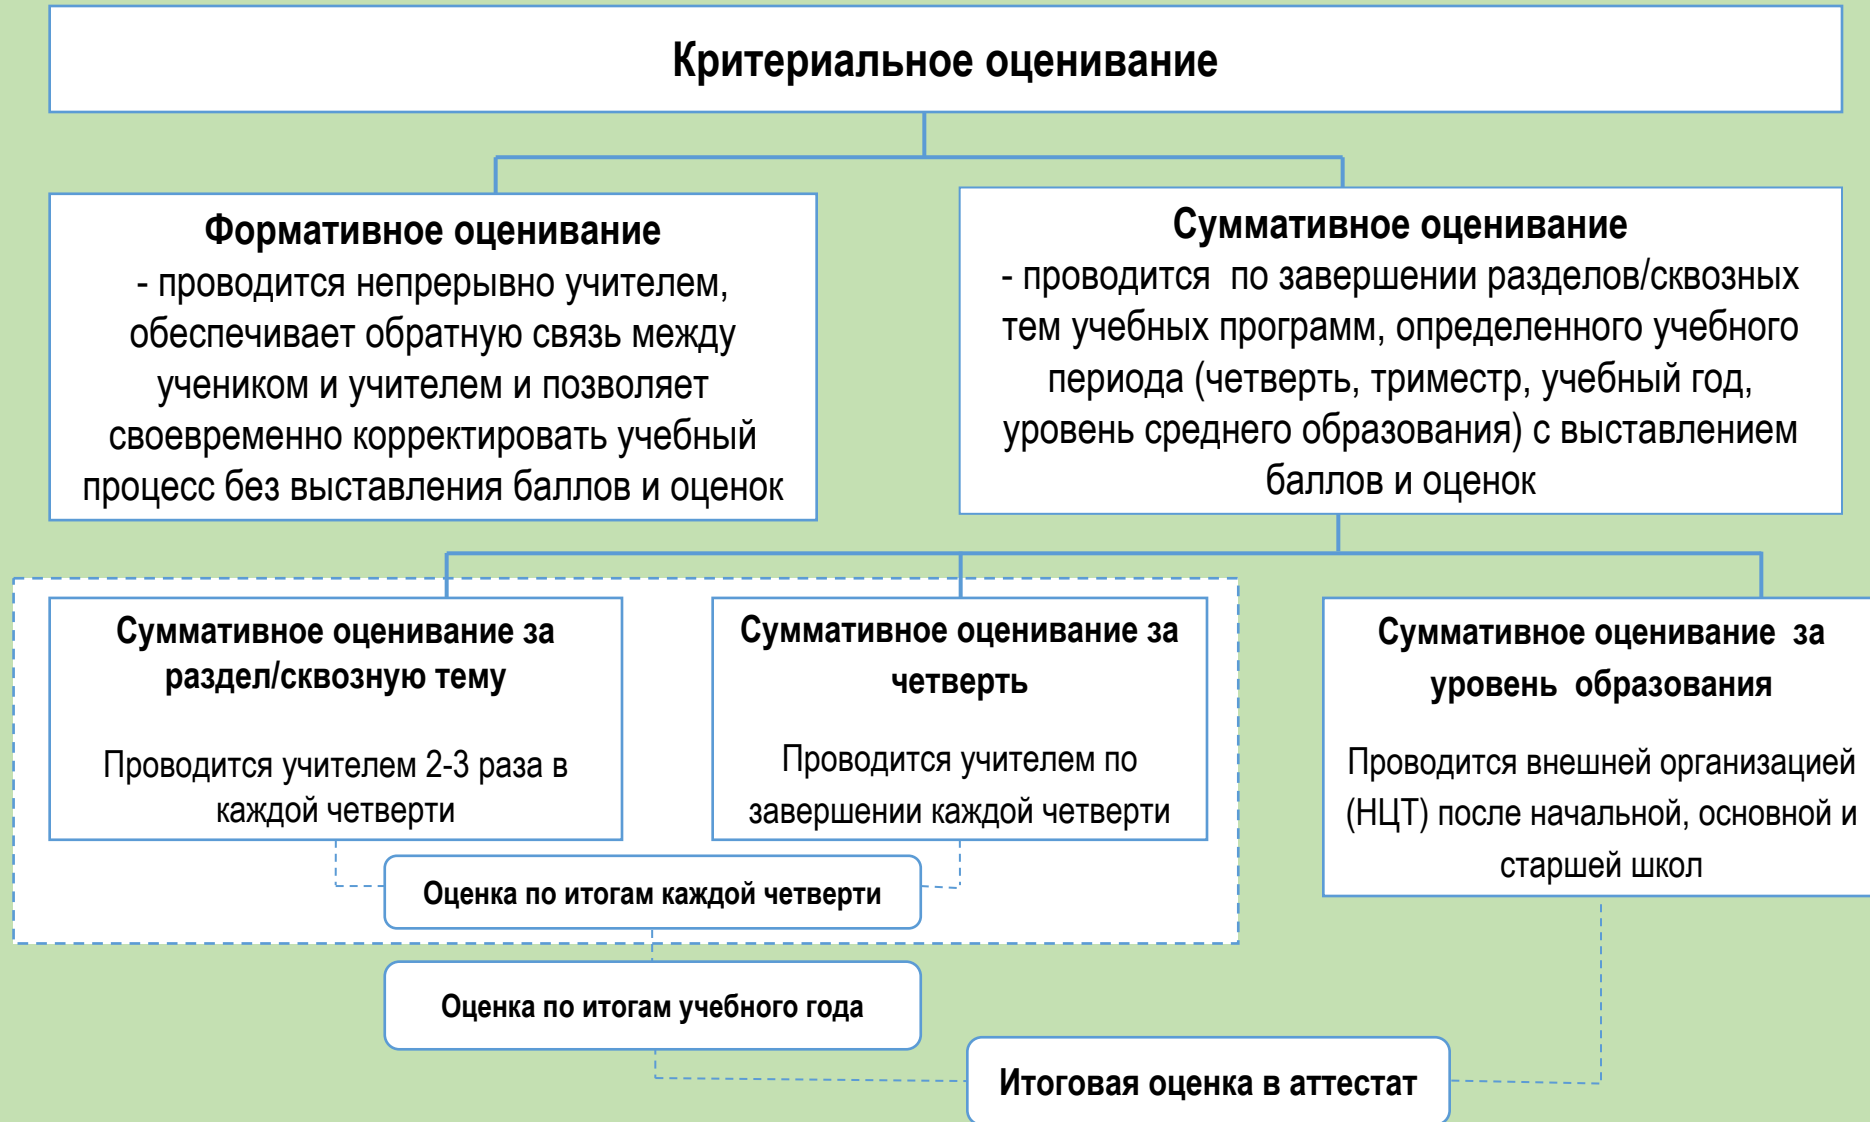 Критериальное оценивание
Формативное оценивание
- проводится непрерывно учителем,
обеспечивает обратную связь между
учеником и учителем и позволяет
своевременно корректировать учебный
процесс без выставления баллов и оценок
Суммативное оценивание
- проводится  по завершении разделов/сквозных
тем учебных программ, определенного учебного
периода (четверть, триместр, учебный год,
уровень среднего образования) с выставлением
баллов и оценок
Суммативное оценивание за
раздел/сквозную тему
Проводится учителем 2-3 раза в
каждой четверти
Суммативное оценивание за
четверть
Проводится учителем по
завершении каждой четверти
Суммативное оценивание  за
уровень  образования
Проводится внешней организацией
(НЦТ) после начальной, основной и
старшей школ
Оценка по итогам каждой четверти
Оценка по итогам учебного года
Итоговая оценка в аттестат